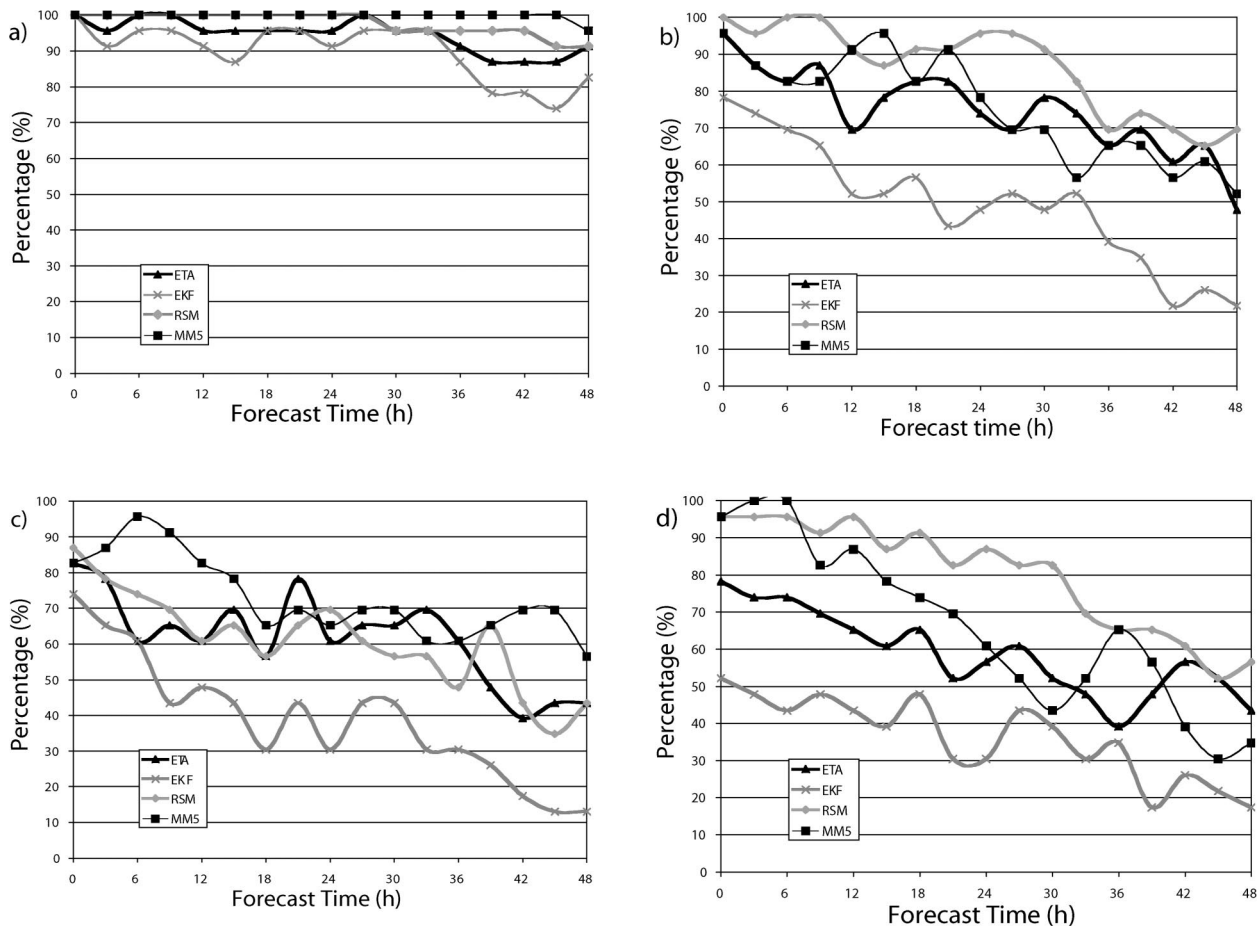 a)
Percentage (%)
100
90
80
70
60
50
40
30
20
10
0
ETA
EKF
RSM
MM5
0 6 12 18 24 30 36 42 48
Forecast Time (h)
b)
Percentage (%)
100
90
80
70
60
50
40
30
20
10
0
ETA
EKF
RSM
MM5
0 6 12 18 24 30 36 42 48
Forecast time (h)
c)
Percentage (%)
100
90
80
70
60
50
40
30
20
10
0
ETA
EKF
RSM
MM5
0 6 12 18 24 30 36 42 48
Forecast Time (h)
d)
Percentage (%)
100
90
80
70
60
50
40
30
20
10
0
ETA
EKF
RSM
MM5
0 6 12 18 24 30 36 42 48
Forecast Time (h)